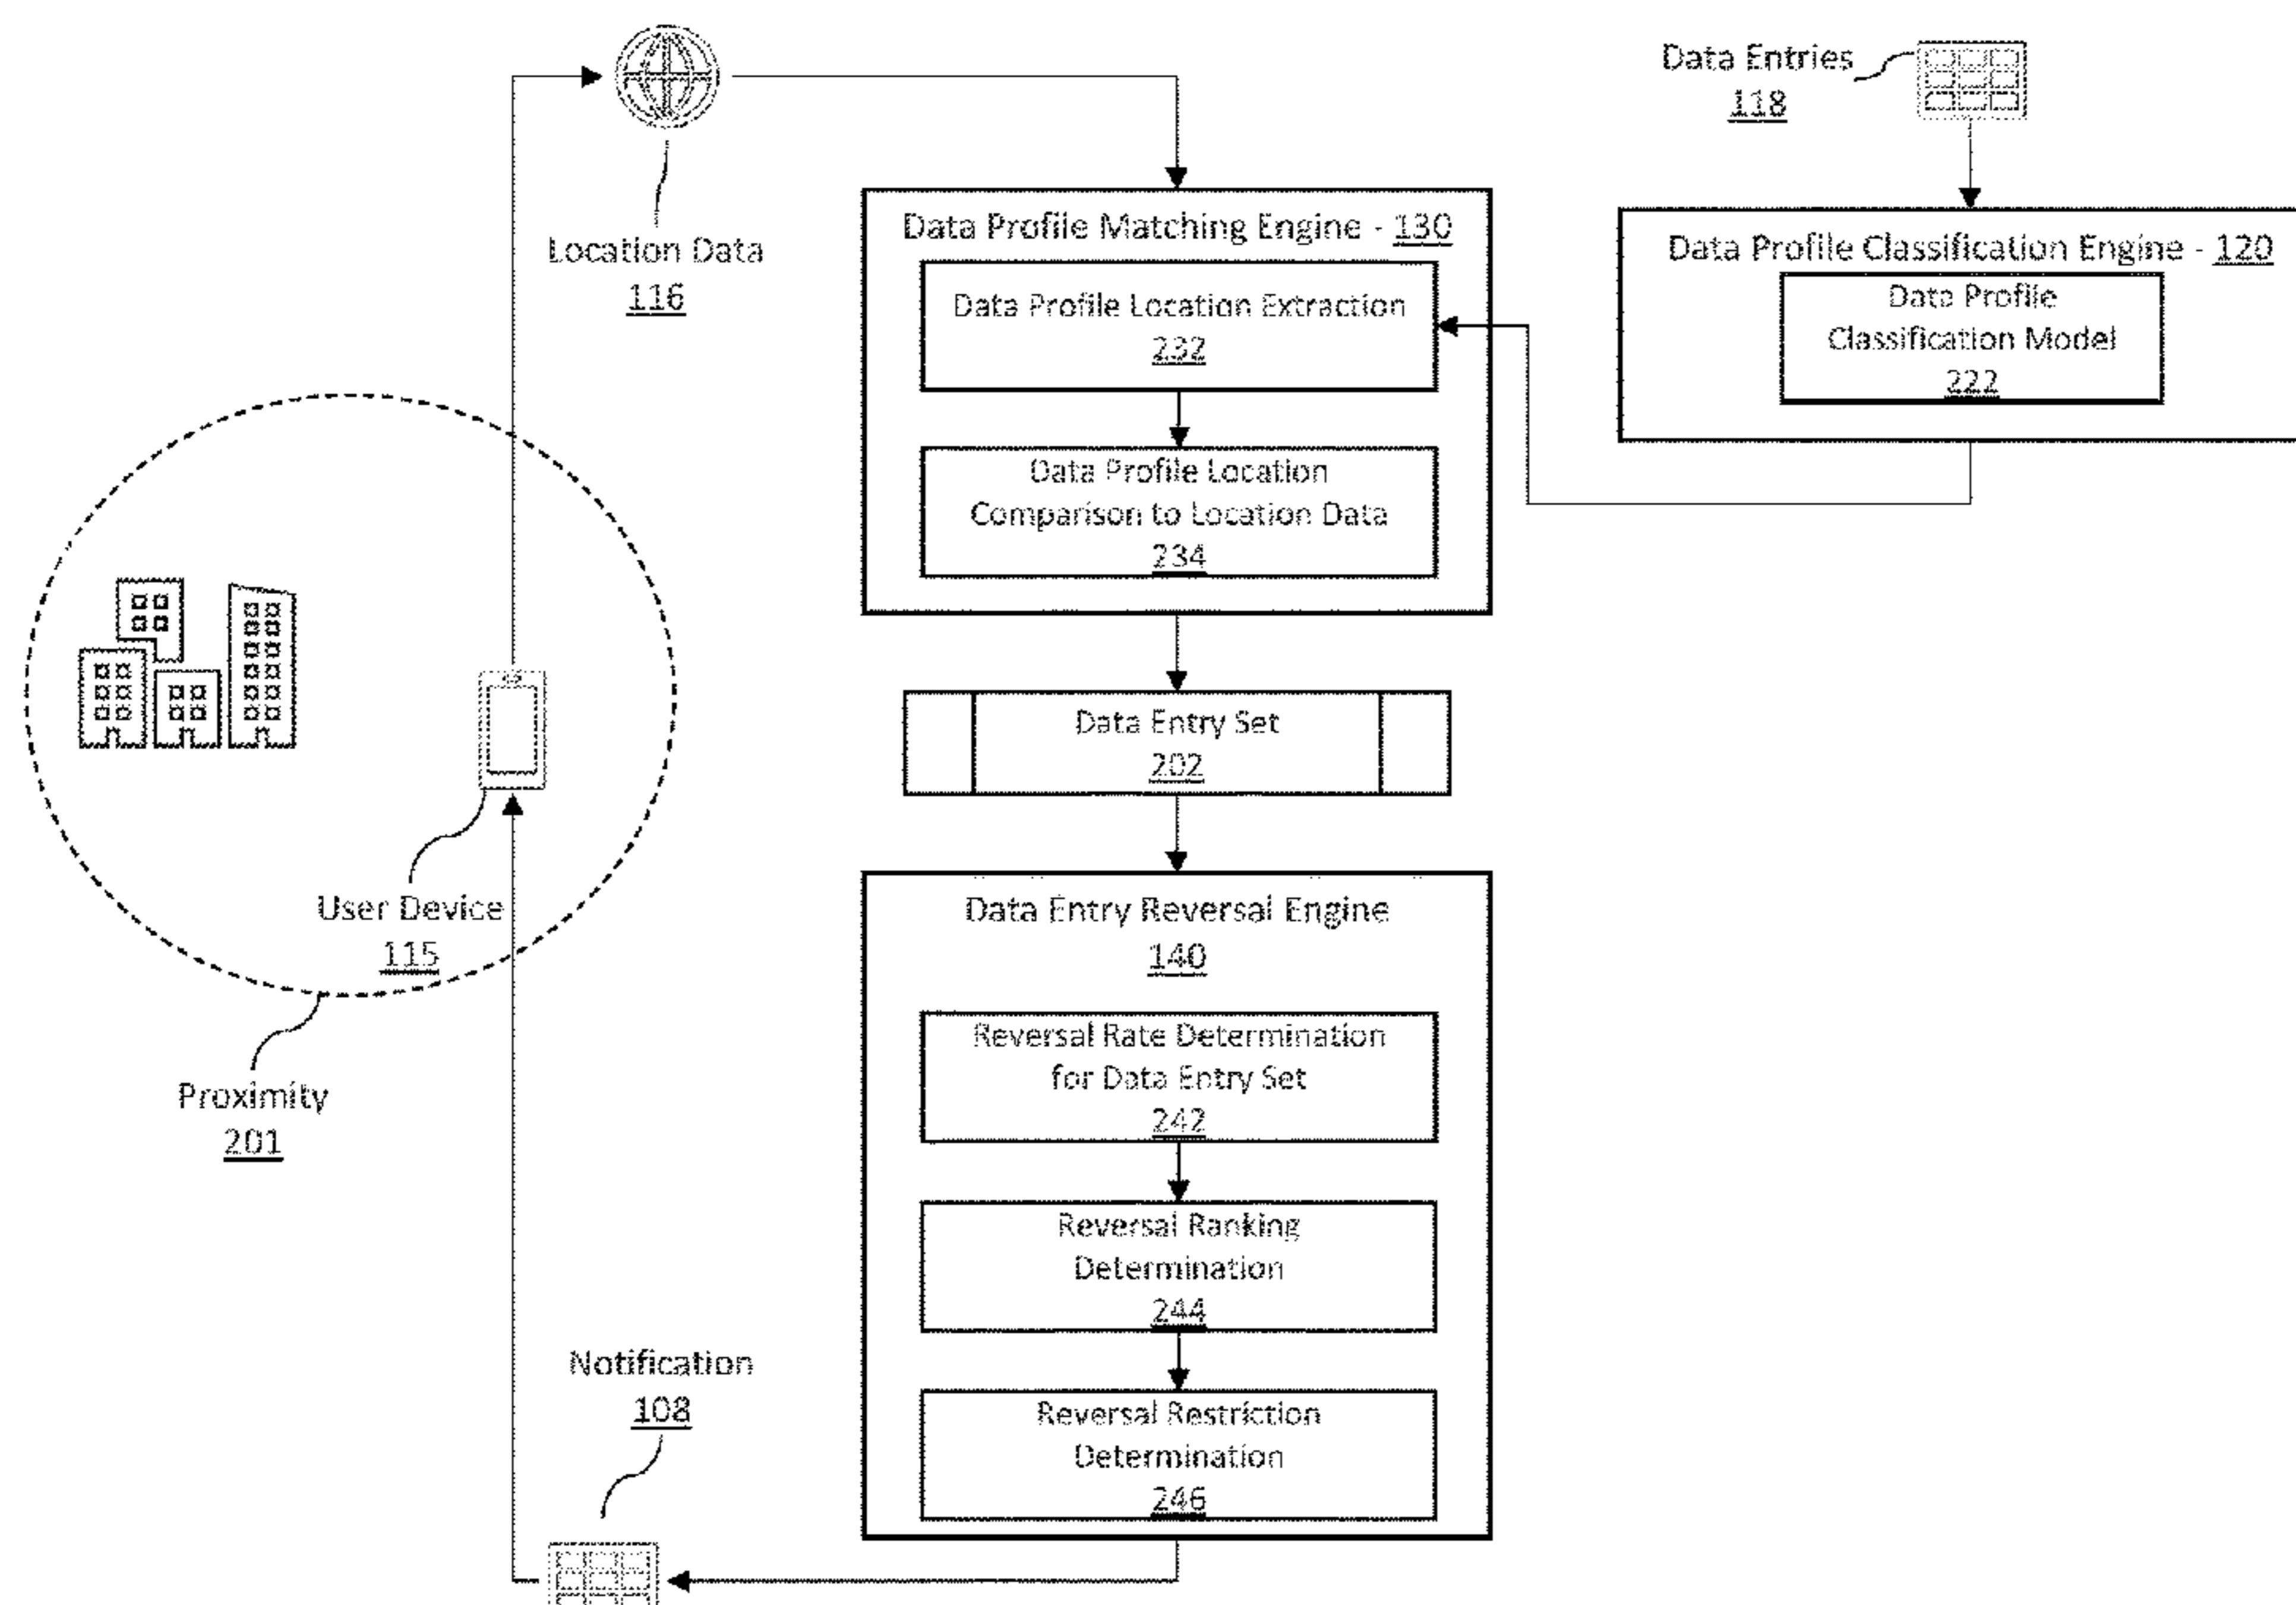 Data Entries
118
Location Data
116
Data Profile Matching Engine - 130
Data Profile Location Extraction
232
Data Profile Location
Comparison to Location Data
234
Data Profile Classification Engine - 120
Data Profile
Classification Model
222
Data Entry Set
202
User Device
115
Proximity
201
Data Entry Reversal Engine
140
Reversal Rate Determination
for Data Entry Set
242
Reversal Ranking
Determination
244
Reversal Restriction
Determination
246
Notification
108